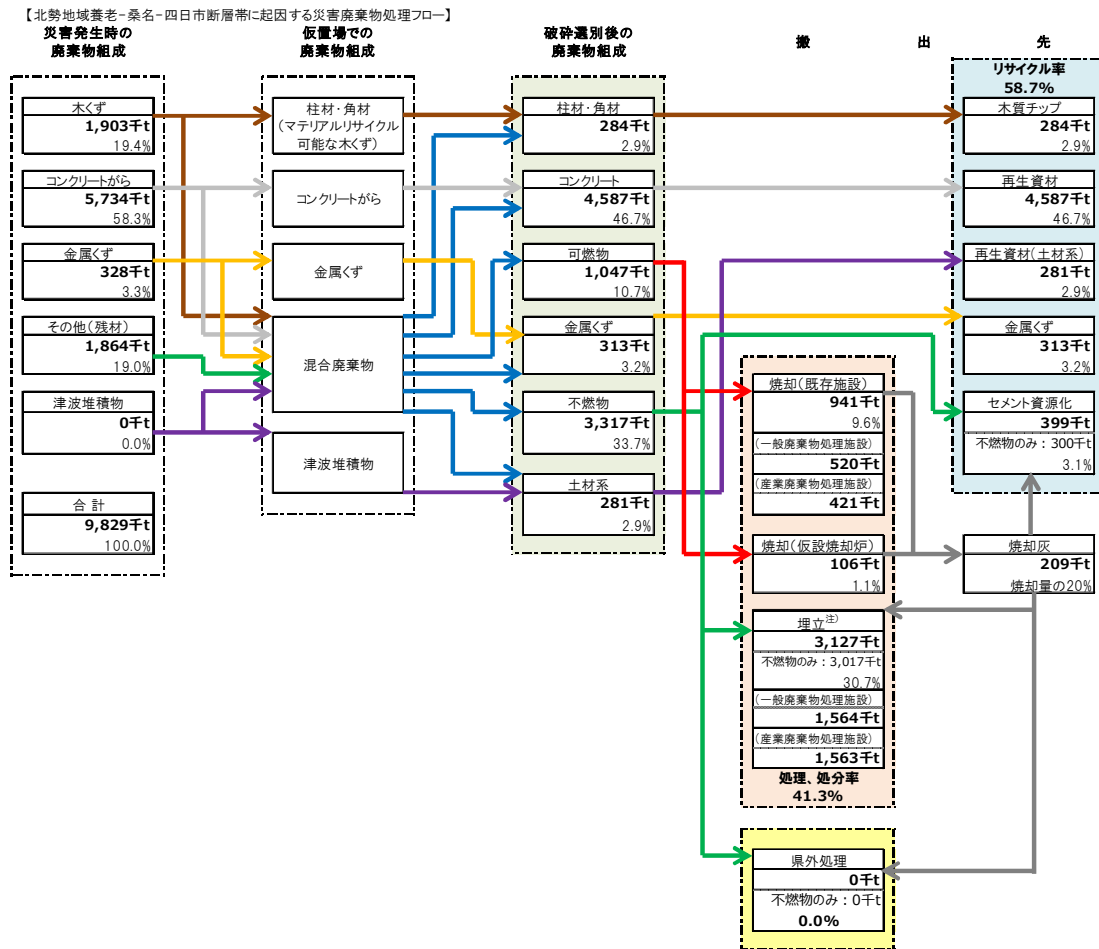 【北勢地域養老-桑名-四日市断層帯に起因する災害廃棄物処理フロー】
災害発生時の
廃棄物組成
仮置場での
廃棄物組成
破砕選別後の
廃棄物組成
搬 出 先
木くず
1,903千t
19.4%
コンクリートがら
5,734千t
58.3%
金属くず
328千t
3.3%
その他(残材)
1,864千t
19.0%
津波堆積物
0千t
0.0%
合計
9,829千t
100.0%
柱材・角材
(マテリアルリサイクル
可能な木くず)
コンクリートがら
金属くず
混合廃棄物
津波堆積物
柱材・角材
284千t
2.9%
コンクリート
4,587千t
46.7%
可燃物
1,047千t
10.7%
金属くず
313千t
3.2%
不燃物
3,317千t
33.7%
土材系
281千t
2.9%
焼却(既存施設)
941千t
9.6%
(一般廃棄物処理施設)
520千t
(産業廃棄物処理施設)
421千t
焼却(仮設焼却炉)
106千t
1.1%
埋立注)
3,127千t
不燃物のみ：3,017千t
30.7%
(一般廃棄物処理施設)
1,564千t
(産業廃棄物処理施設)
1,563千t
処理、処分率
41.3%
県外処理
0千t
不燃物のみ：0千t
0.0%
リサイクル率
58.7%
木質チップ
284千t
2.9%
再生資材
4,587千t
46.7%
再生資材(土材系)
281千t
2.9%
金属くず
313千t
3.2%
セメント資源化
399千t
不燃物のみ：300千t
3.1%
焼却灰
209千t
焼却量の20%